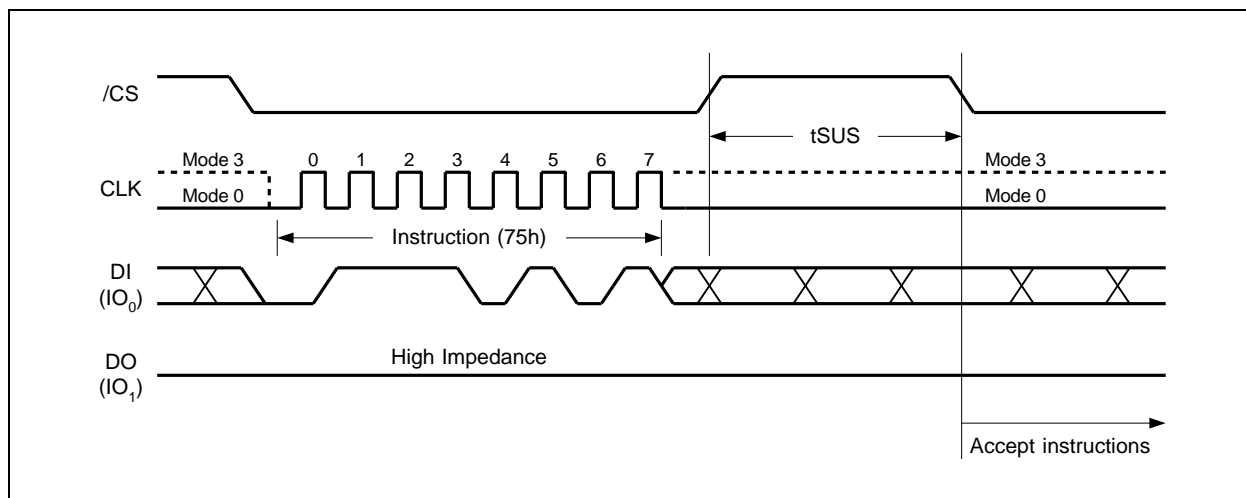 /CS
tSUS
Mode 3 0 1 2 3 4 5 6 7 Mode 3
CLK
Mode 0 Mode 0
Instruction (75h)
DI
(IO0)
High Impedance
DO
(IO1)
Accept instructions